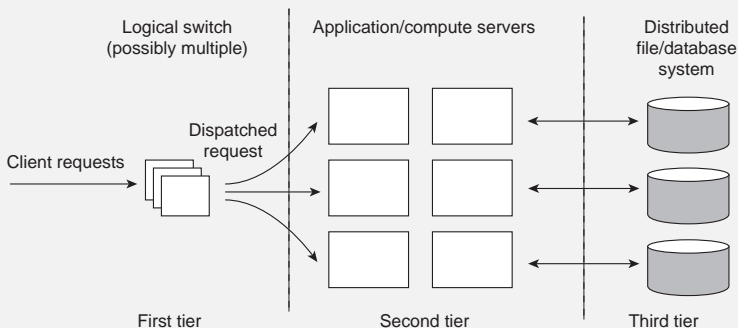 Logical switch
(possibly multiple)
Application/compute servers
Distributed
file/database
system
Dispatched
request
Client requests
First tier
Second tier
Third tier